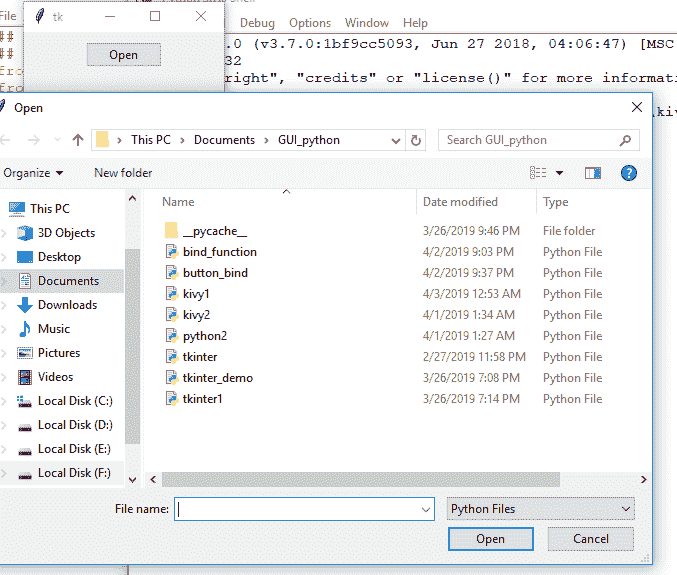 File
tk
Debug Options Window Help
##
.0 (v3.7.0:1bf9cc5093, Jun 27 2018, 04:06:47) [MSC
Open
##
32
right", "credits" or "license()" for more informati
Open
This PC > Documents > GUI_python
Search GUI_python
Organize
New folder
This PC
3D Objects
Desktop
Documents
Downloads
Music
Pictures
Videos
Local Disk (C:)
Local Disk (D:)
Local Disk (E:)
Local Disk (F:)
Name Date modified Type
__pycache__ 3/26/2019 9:46 PM File folder
bind_function 4/2/2019 9:03 PM Python File
button_bind 4/2/2019 9:37 PM Python File
kivy1 4/3/2019 12:53 AM Python File
kivy2 4/1/2019 1:34 AM Python File
python2 4/1/2019 1:27 AM Python File
tkinter 2/27/2019 11:58 PM Python File
tkinter_demo 3/26/2019 7:08 PM Python File
tkinter1 3/26/2019 7:14 PM Python File
File name:
Python Files
Open
Cancel